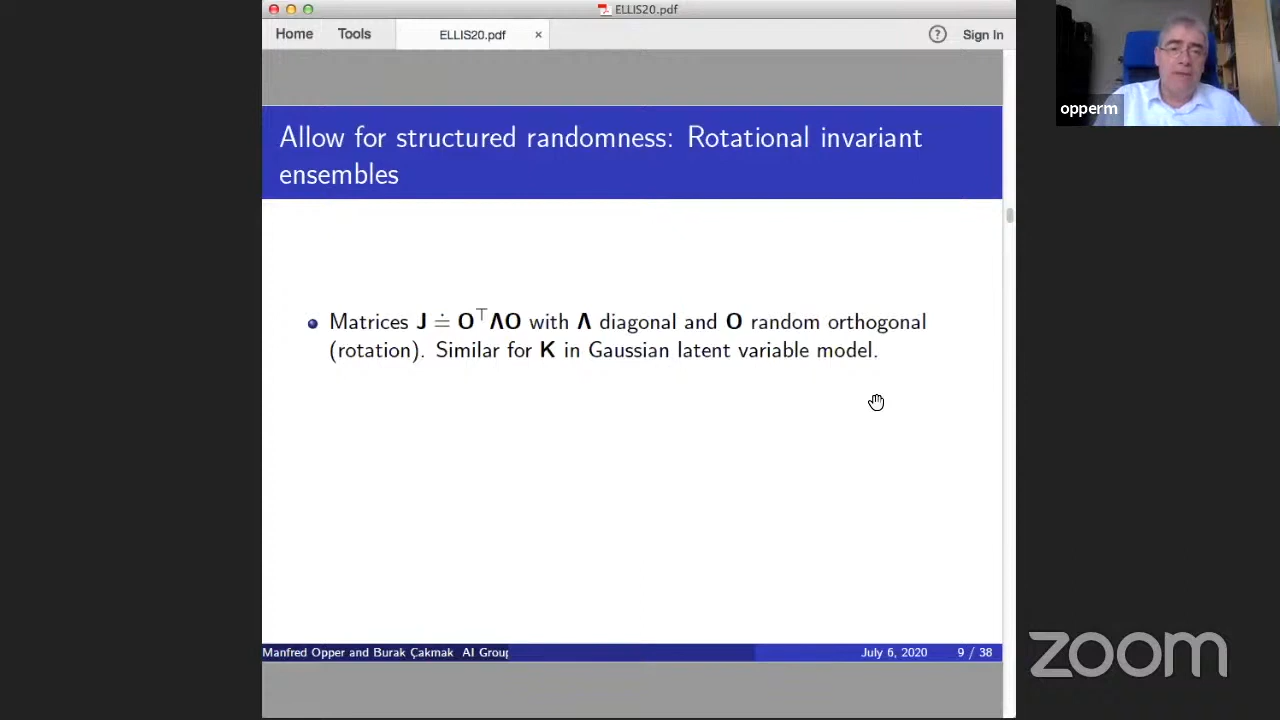 ELLIS20.pdf
Home Tools ELLIS20.pdf × ? Sign In
opperm
Allow for structured randomness: Rotational invariant
ensembles
Matrices J ≐ O⊤ΛO with Λ diagonal and O random orthogonal
(rotation). Similar for K in Gaussian latent variable model.
Manfred Opper and Burak Çakmak AI Group July 6, 2020 9 / 38
zoom